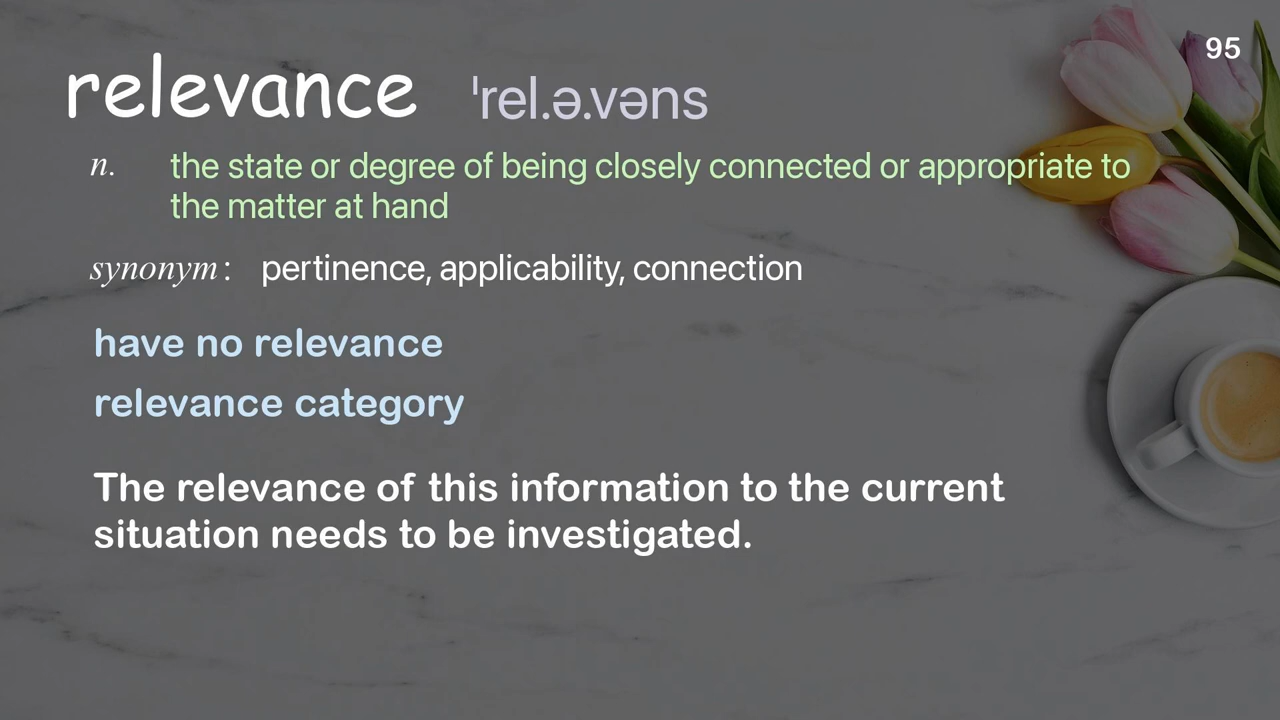 95
relevance ˈrel.ə.vəns
n. the state or degree of being closely connected or appropriate to
the matter at hand
synonym: pertinence, applicability, connection
have no relevance
relevance category
The relevance of this information to the current
situation needs to be investigated.